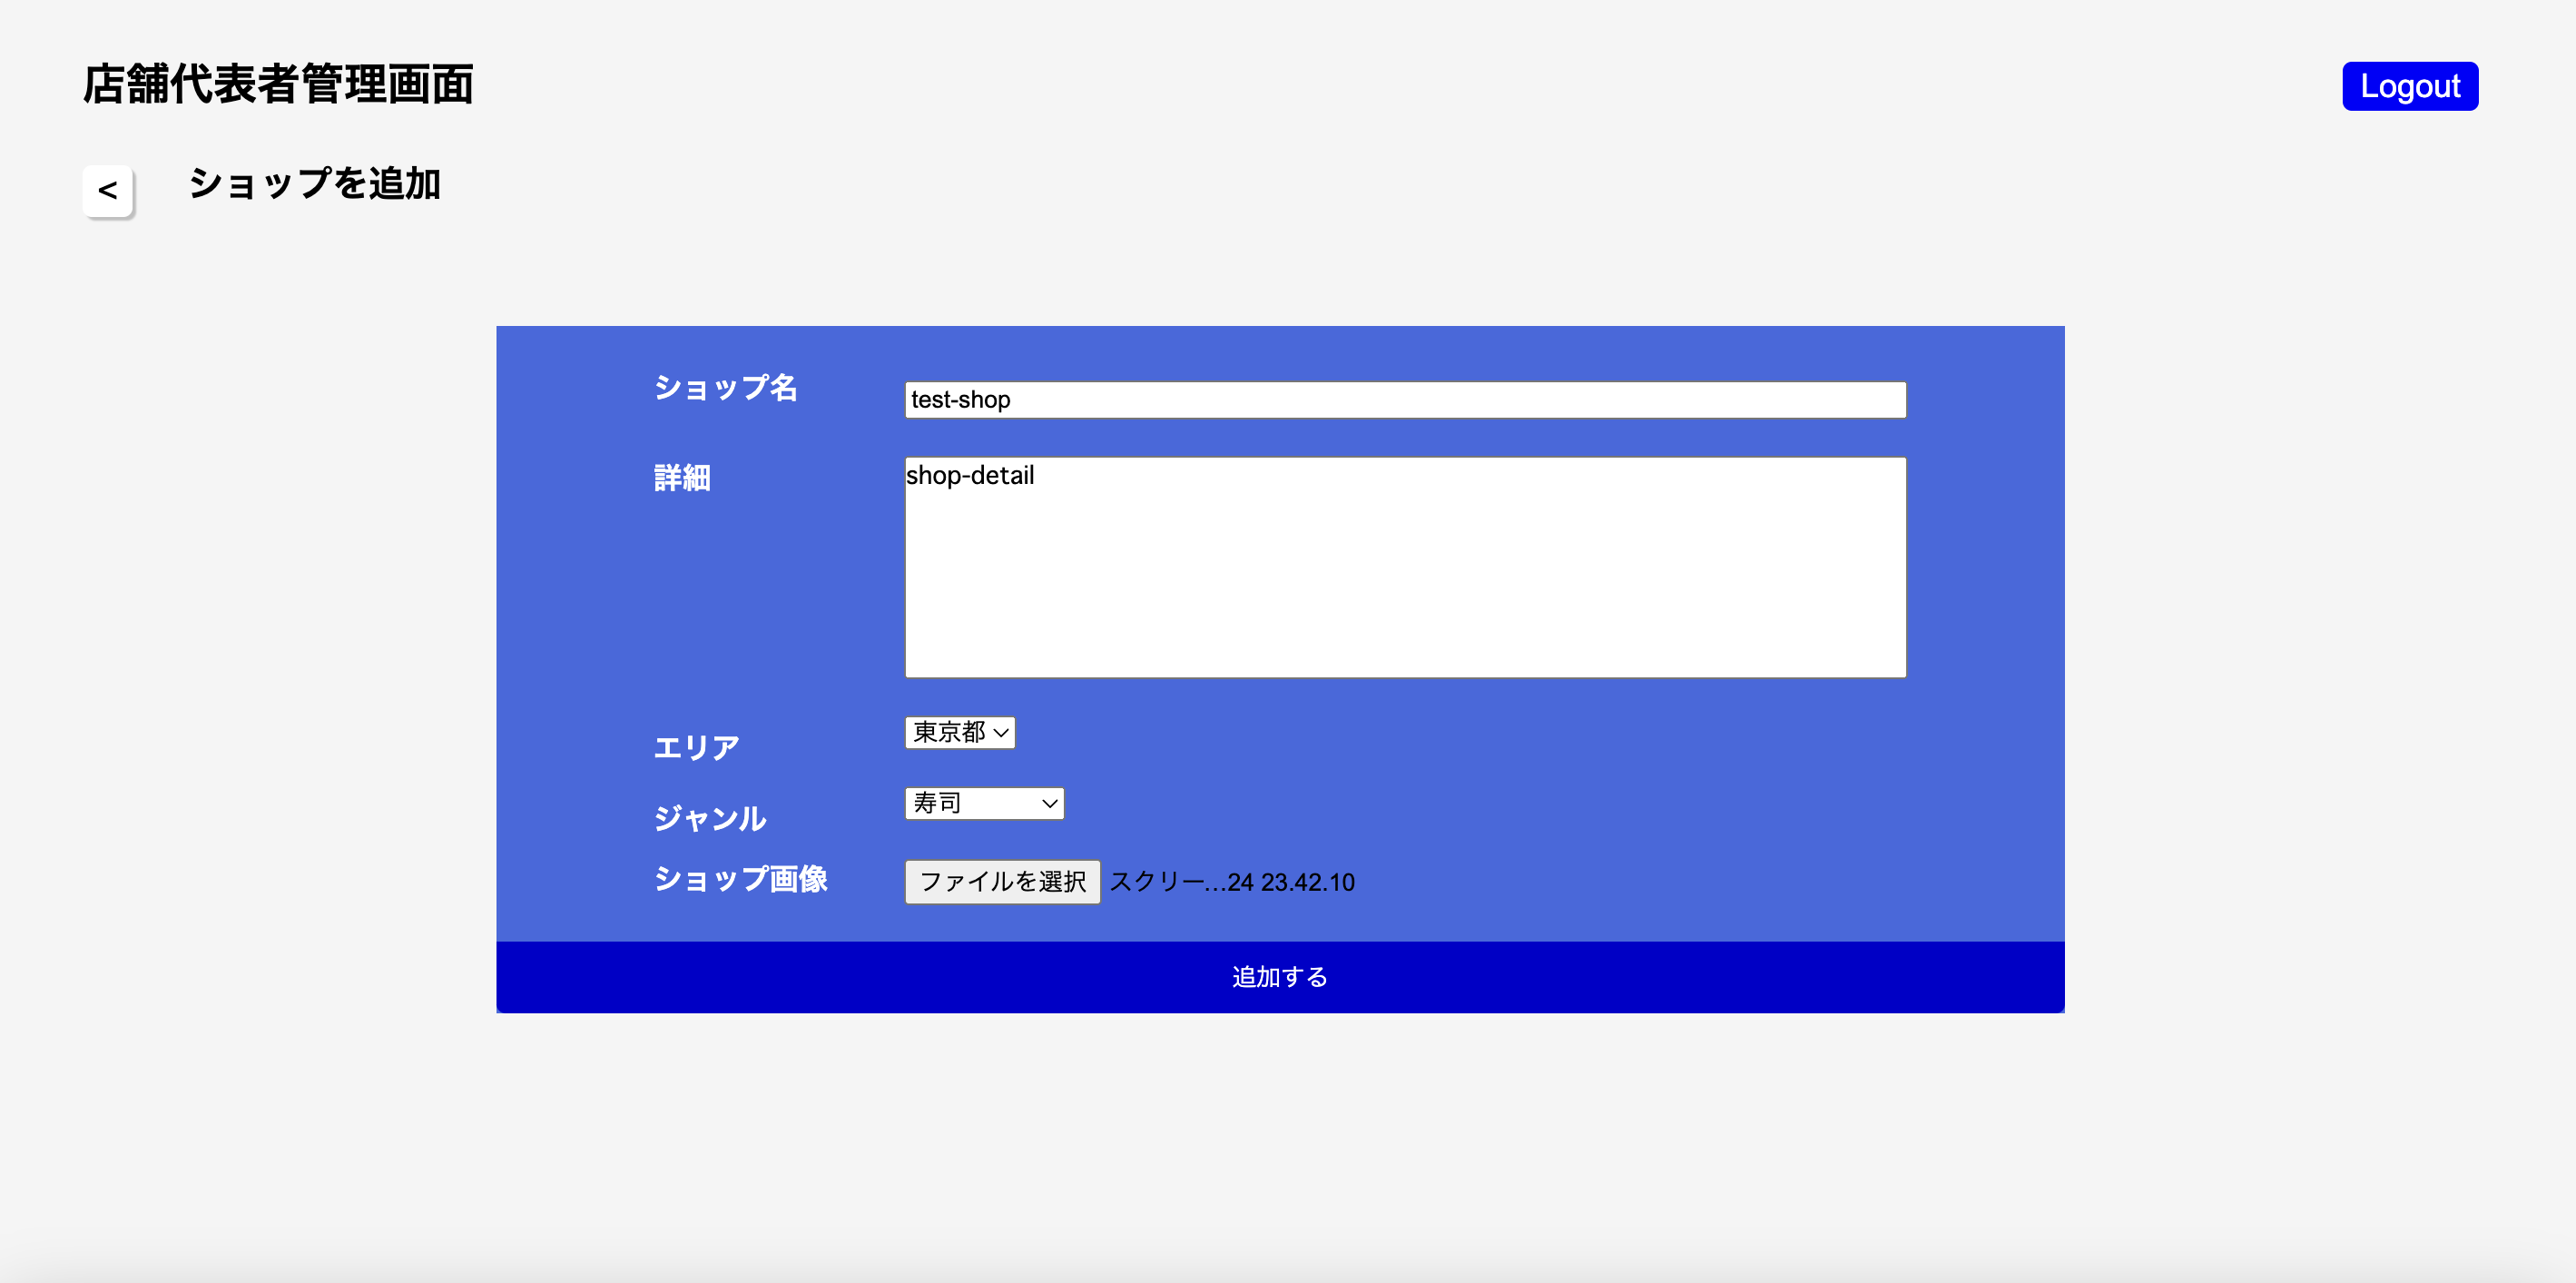 店舗代表者管理画面
Logout
<
ショップを追加
ショップ名
test-shop
詳細
shop-detail
エリア
東京都
ジャンル
寿司
ショップ画像
ファイルを選択 スクリー…24 23.42.10
追加する